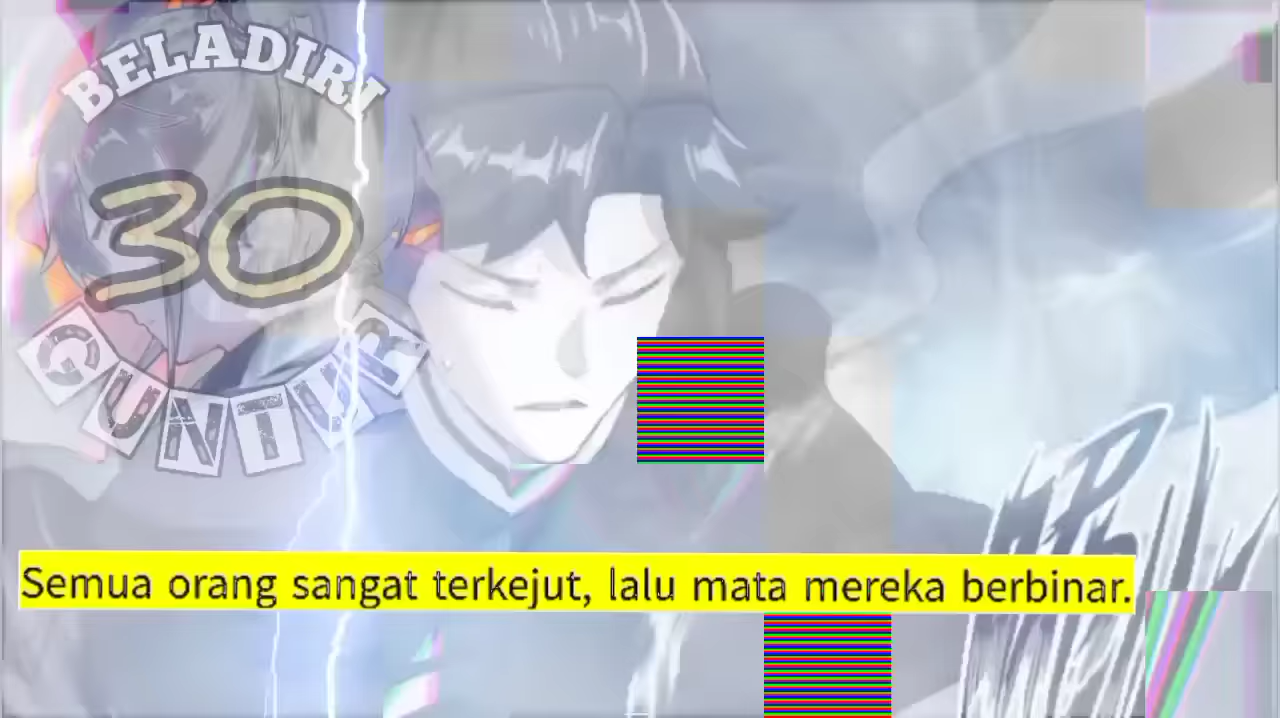 BELADIRI
30
GUNTUR
Semua orang sangat terkejut, lalu mata mereka berbinar.